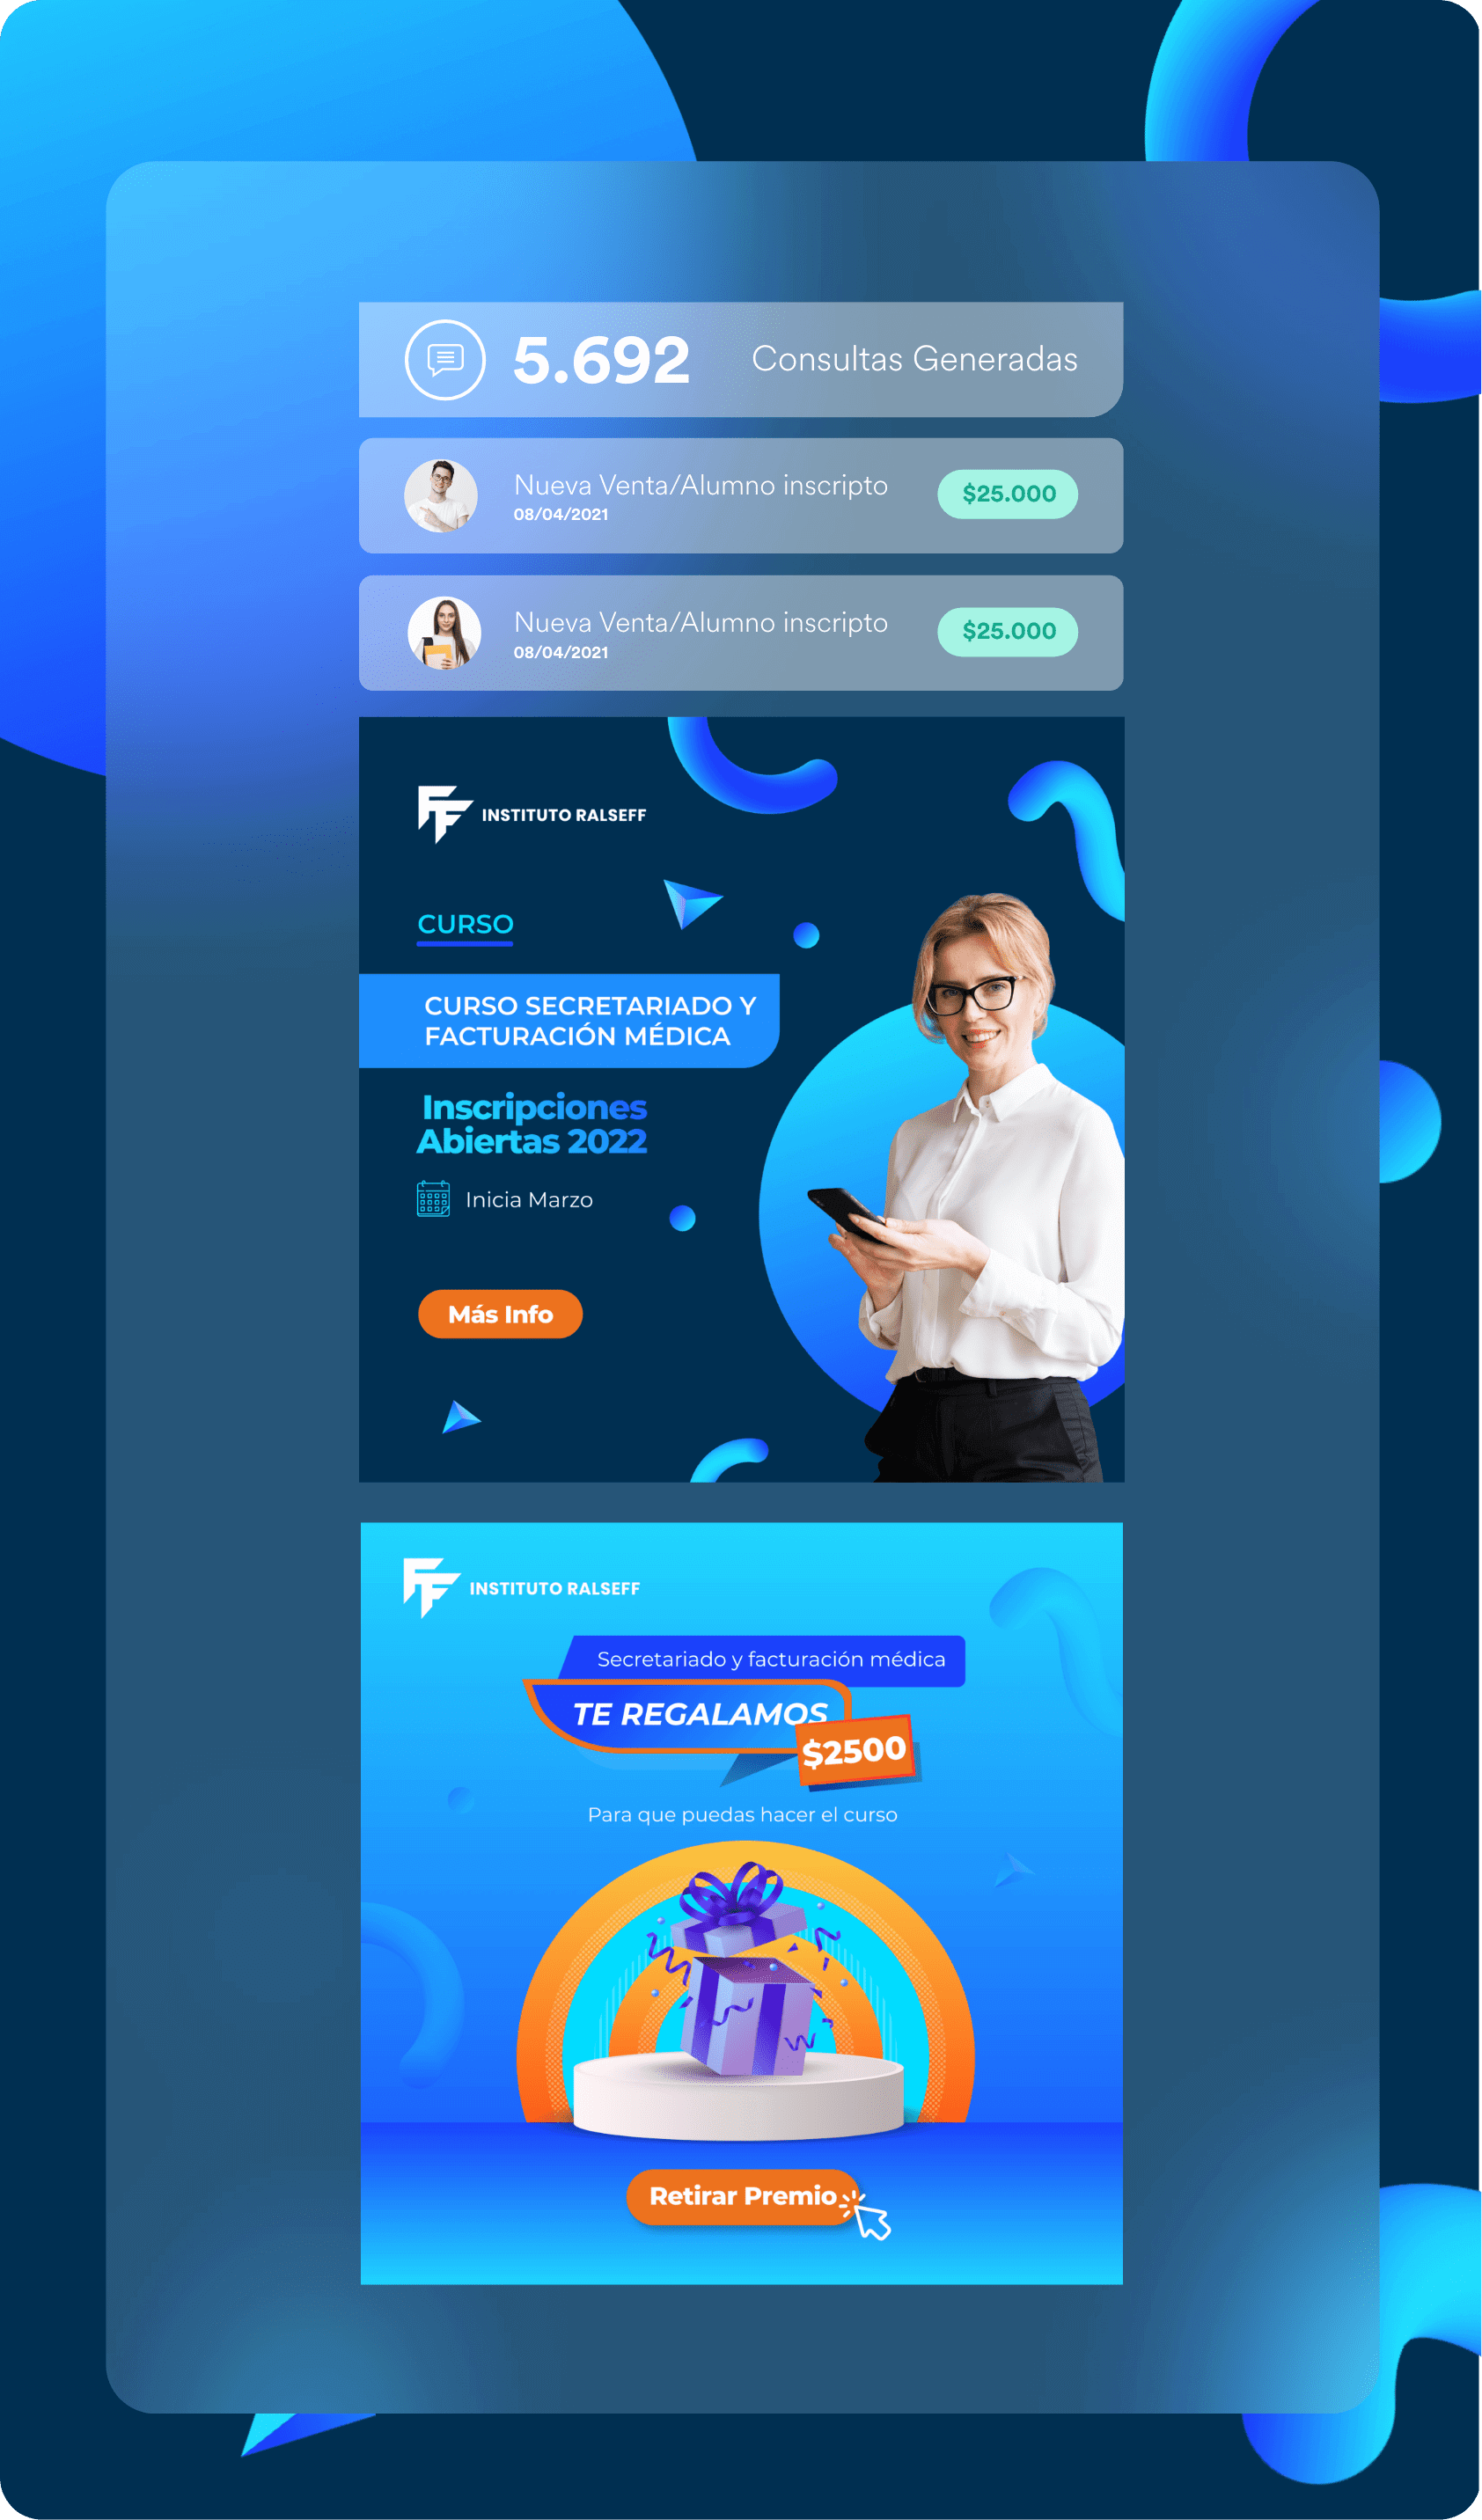 5.692 Consultas Generadas
Nueva Venta/Alumno inscripto
08/04/2021
$25.000
Nueva Venta/Alumno inscripto
08/04/2021
$25.000
INSTITUTO RALSEFF
CURSO
CURSO SECRETARIADO Y
FACTURACIÓN MÉDICA
Inscripciones
Abiertas 2022
Inicia Marzo
Más Info
INSTITUTO RALSEFF
Secretariado y facturación médica
TE REGALAMOS
$2500
Para que puedas hacer el curso
Retirar Premio